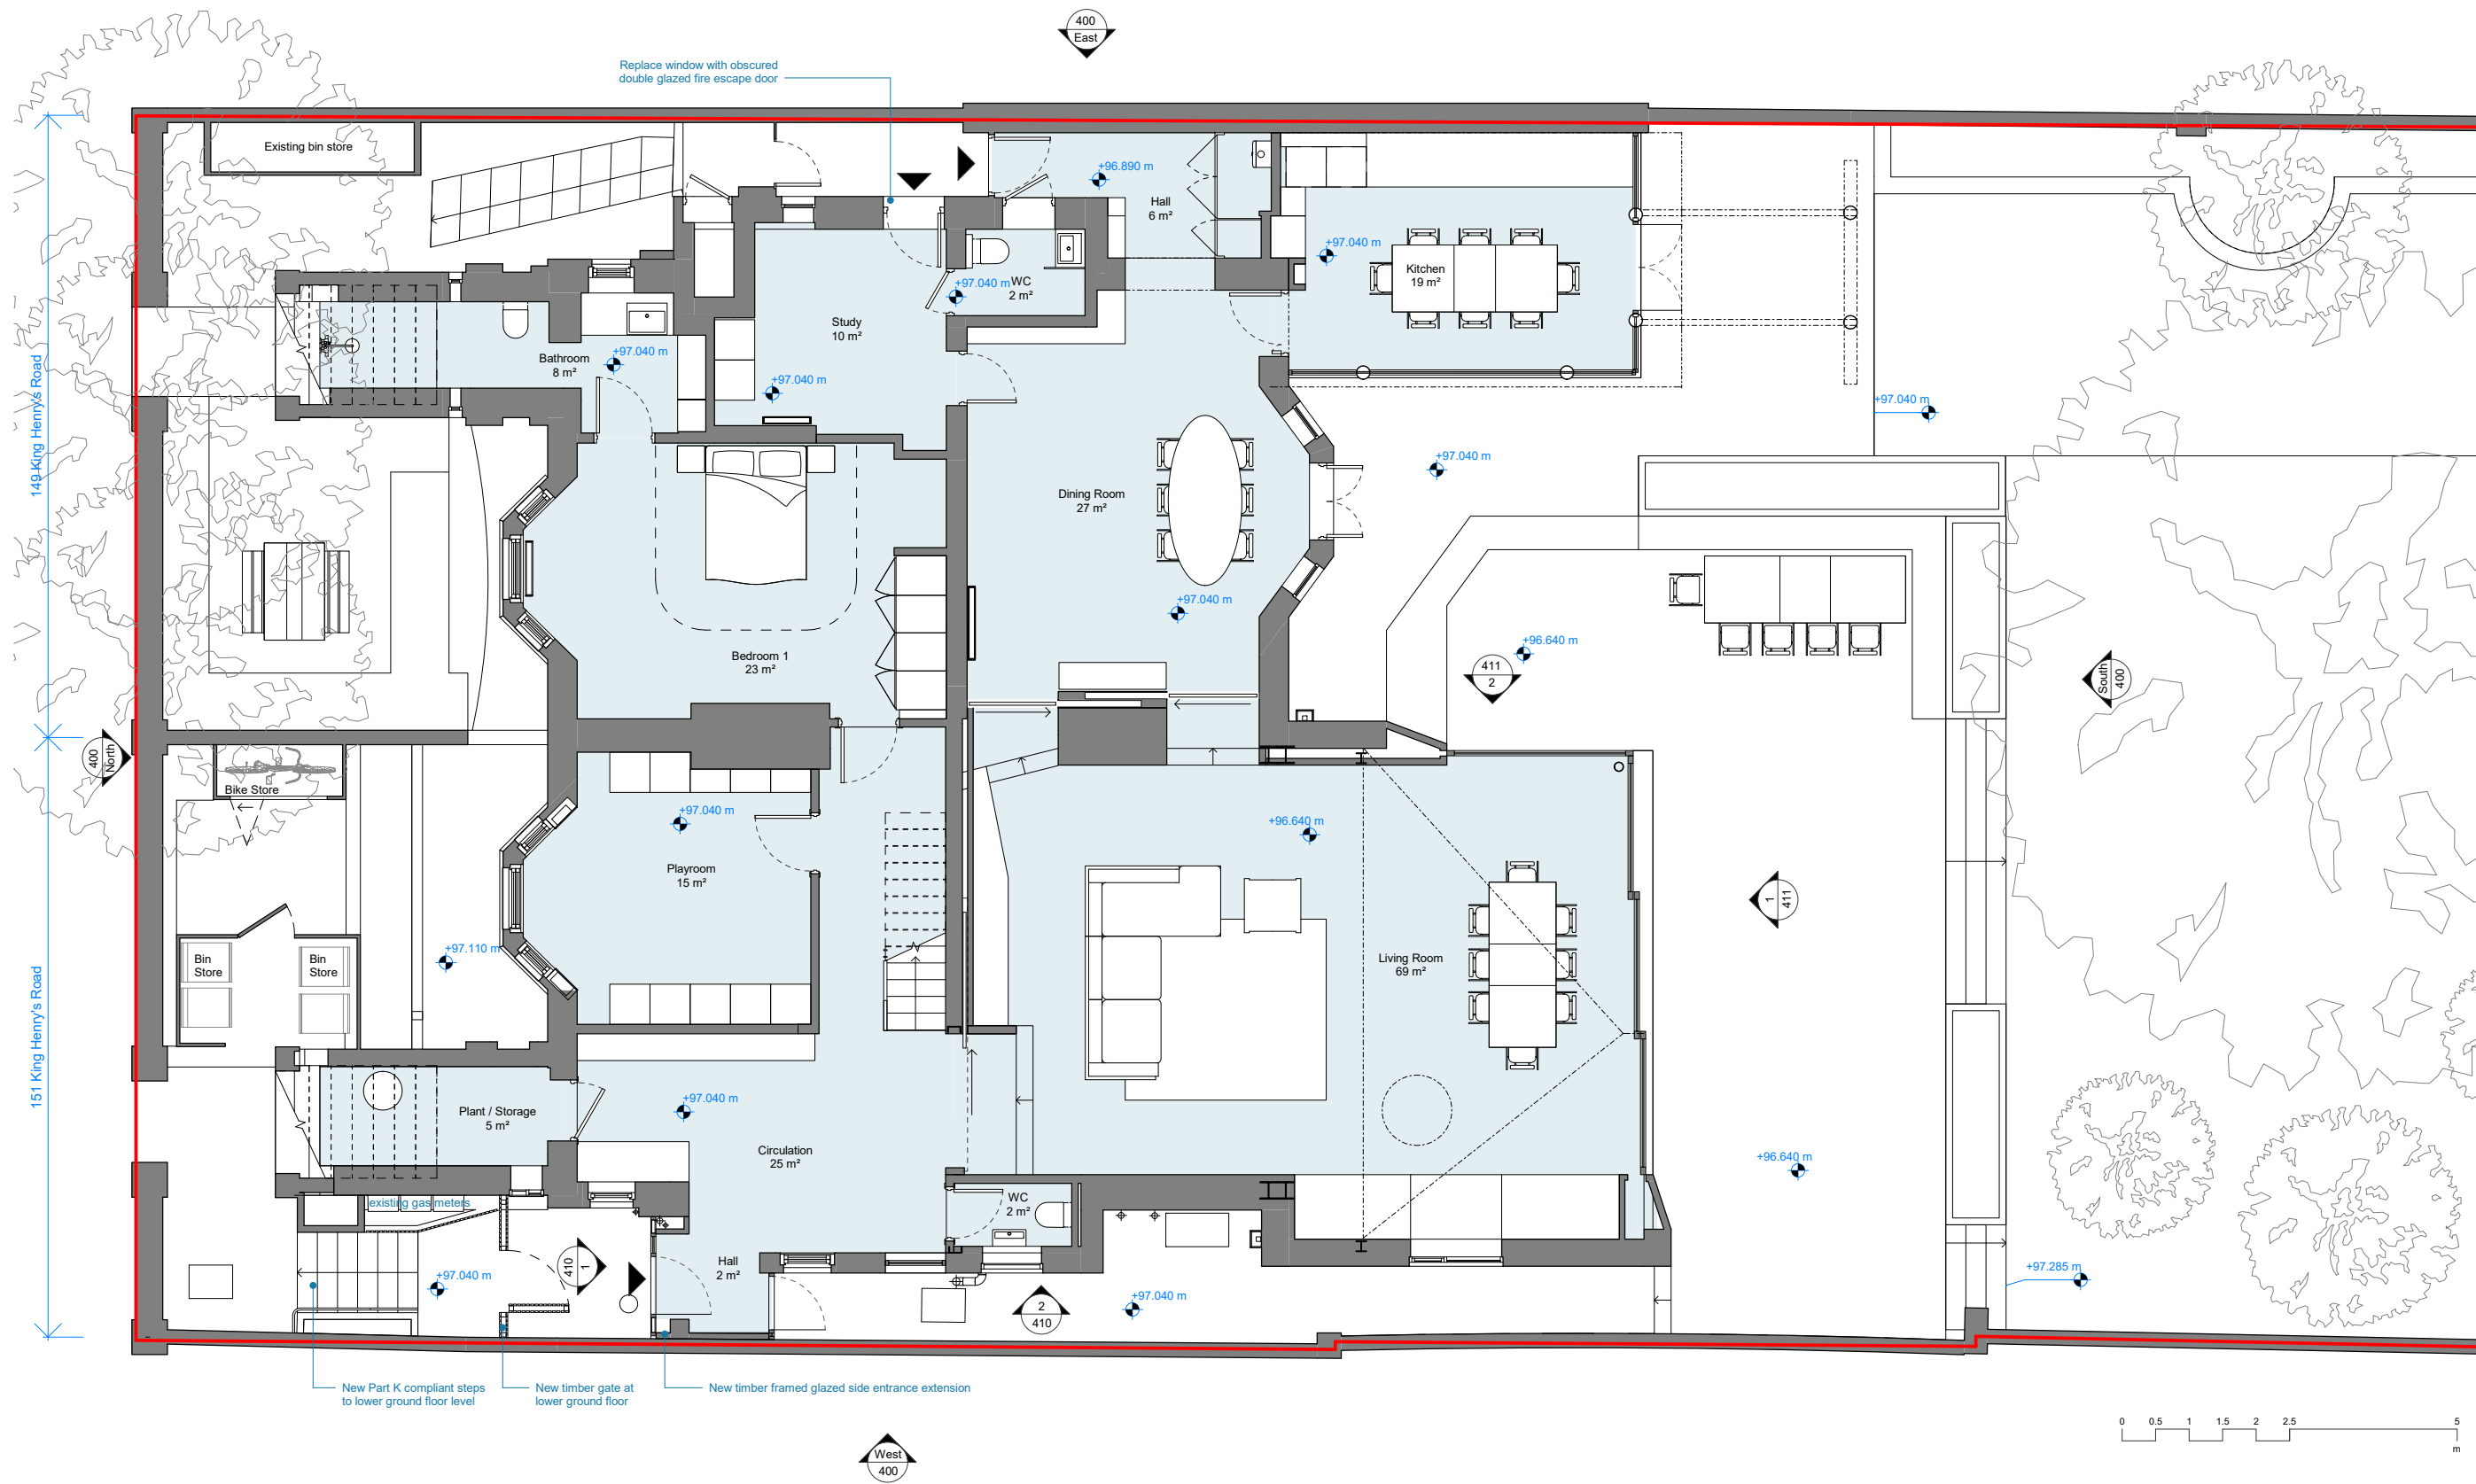 400
East
Replace window with obscured
double glazed fire escape door
Existing bin store
+96.890 m
Hall
6 m²
+97.040 m
Kitchen
19 m²
+97.040 m
WC
2 m²
Study
10 m²
+97.040 m
Bathroom
8 m²
+97.040 m
+97.040 m
149 King Henry's Road
+97.040 m
Dining Room
27 m²
+97.040 m
+96.640 m
Bedroom 1
23 m²
411
2
South
400
400
North
Bike Store
+97.040 m
+96.640 m
Playroom
15 m²
1
411
+97.110 m
Bin
Store
Bin
Store
Living Room
69 m²
151 King Henry's Road
Plant / Storage
5 m²
+97.040 m
Circulation
25 m²
+96.640 m
existing gas meters
WC
2 m²
Hall
2 m²
410
1
+97.040 m
+97.285 m
2
410
+97.040 m
New Part K compliant steps
to lower ground floor level
New timber gate at
lower ground floor
New timber framed glazed side entrance extension
0 0.5 1 1.5 2 2.5 5
m
West
400